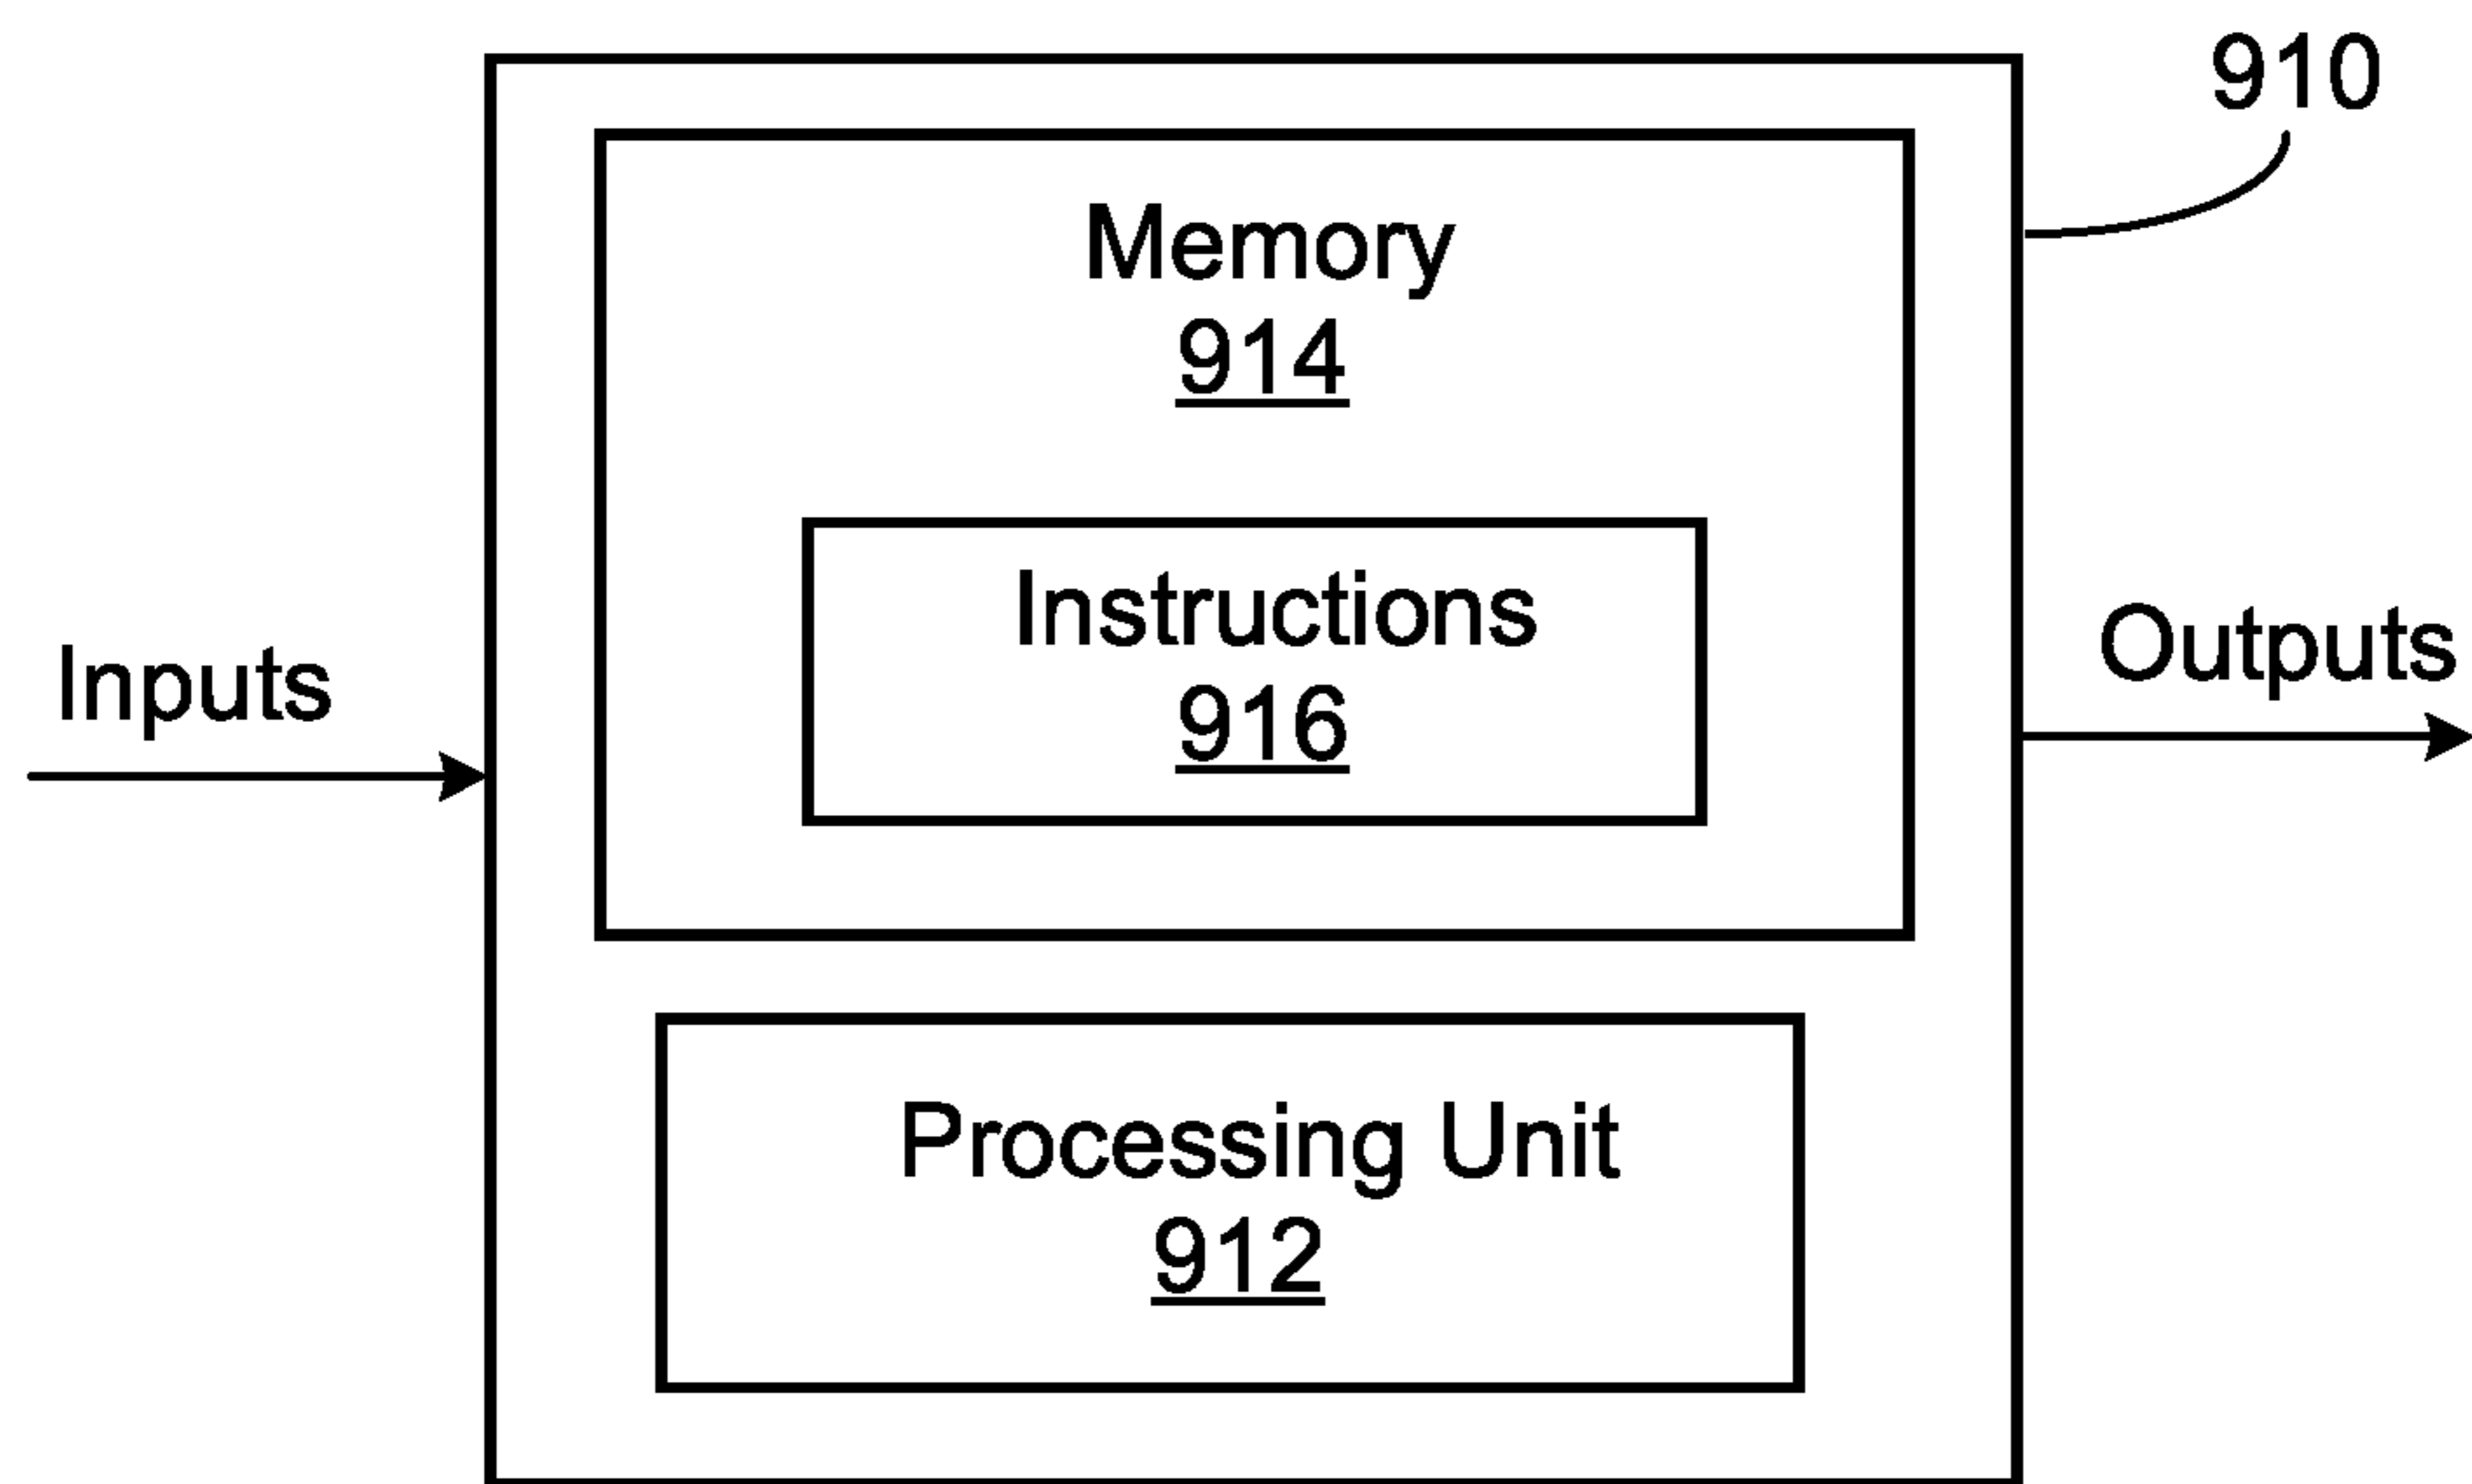 910
Memory
914
Instructions
916
Inputs
Outputs
Processing Unit
912